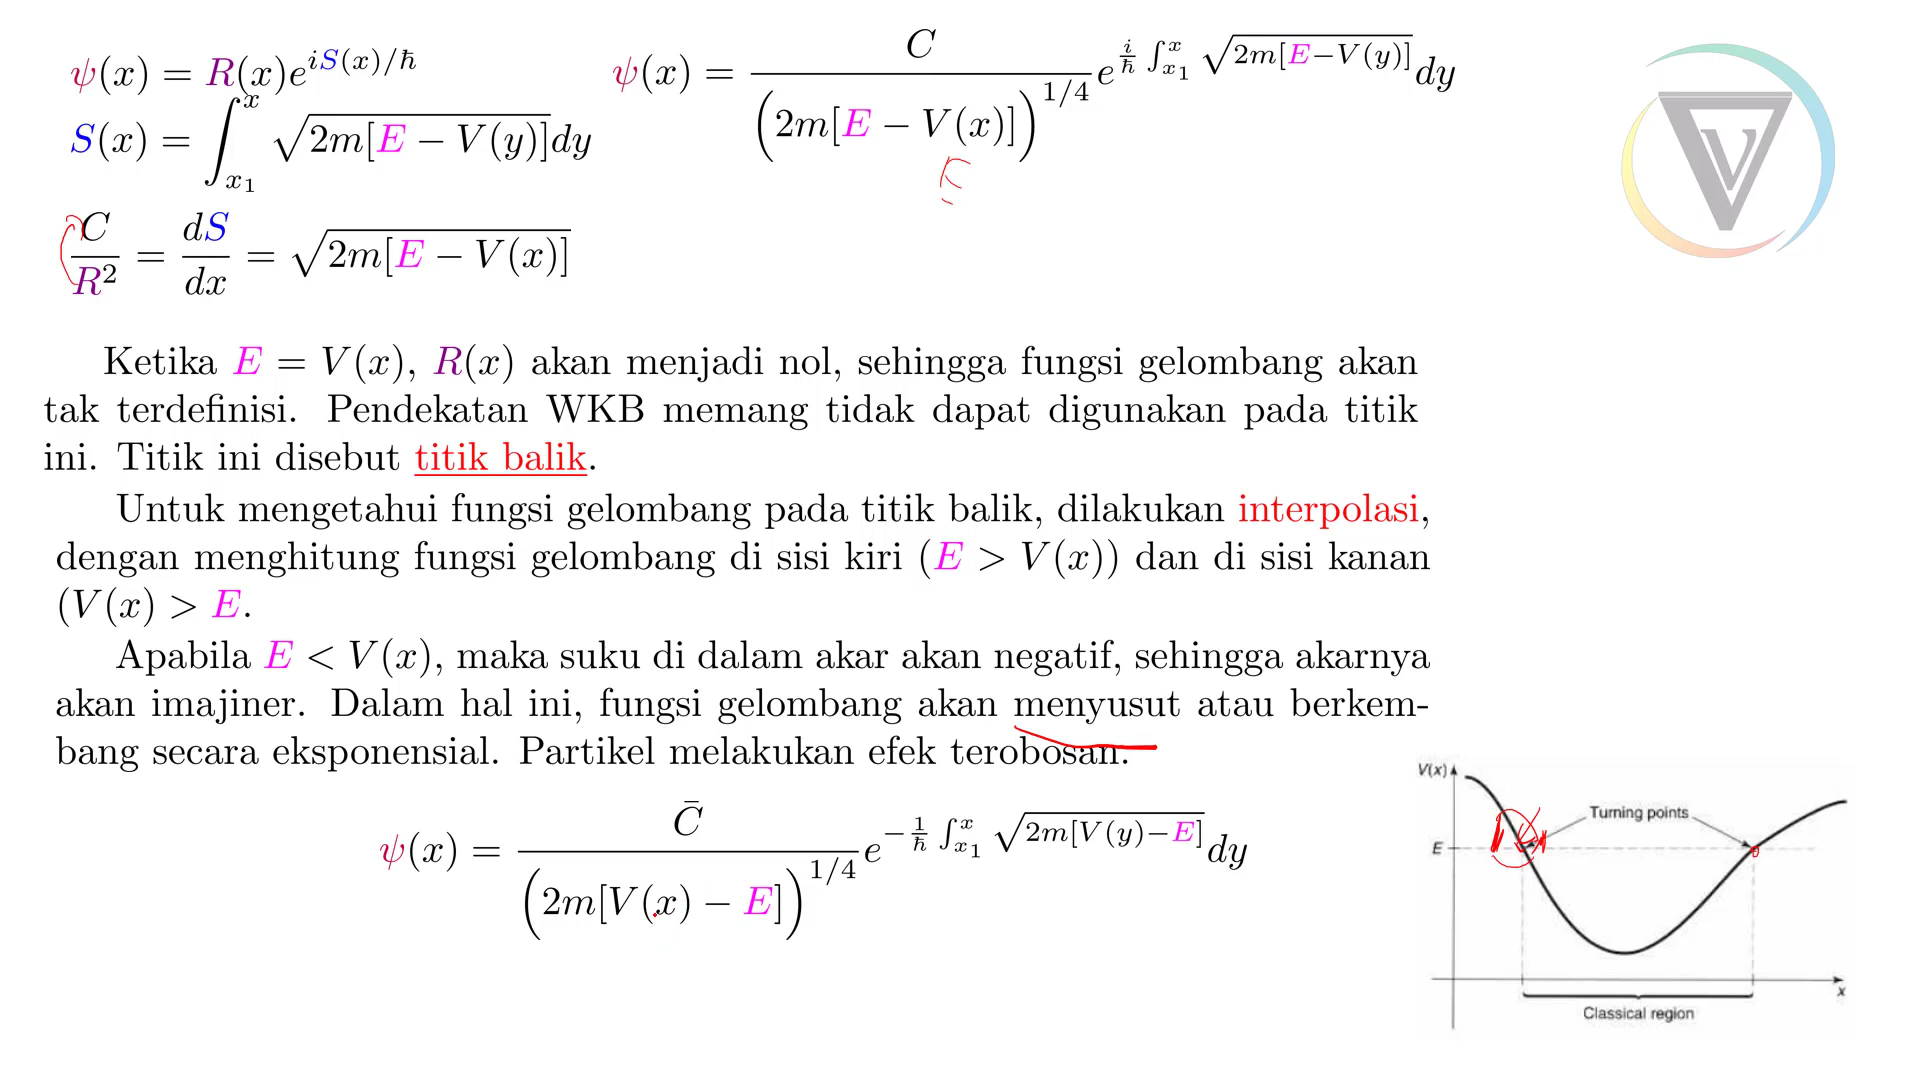 ψ(x) = R(x)e^{iS(x)/ħ}
S(x) = ∫_{x₁}^{x} √(2m[E − V(y)])dy
C/R² = dS/dx = √(2m[E − V(x)])
ψ(x) = C/(2m[E − V(x)])^{1/4} e^{(i/ħ) ∫_{x₁}^{x} √(2m[E−V(y)])}dy
V
Ketika E = V(x), R(x) akan menjadi nol, sehingga fungsi gelombang akan
tak terdefinisi. Pendekatan WKB memang tidak dapat digunakan pada titik
ini. Titik ini disebut titik balik.
Untuk mengetahui fungsi gelombang pada titik balik, dilakukan interpolasi,
dengan menghitung fungsi gelombang di sisi kiri (E > V(x)) dan di sisi kanan
(V(x) > E.
Apabila E < V(x), maka suku di dalam akar akan negatif, sehingga akarnya
akan imajiner. Dalam hal ini, fungsi gelombang akan menyusut atau berkem-
bang secara eksponensial. Partikel melakukan efek terobosan.
ψ(x) = C̄/(2m[V(x) − E])^{1/4} e^{−(1/ħ) ∫_{x₁}^{x} √(2m[V(y)−E])}dy
V(x)
Turning points
E
x
Classical region